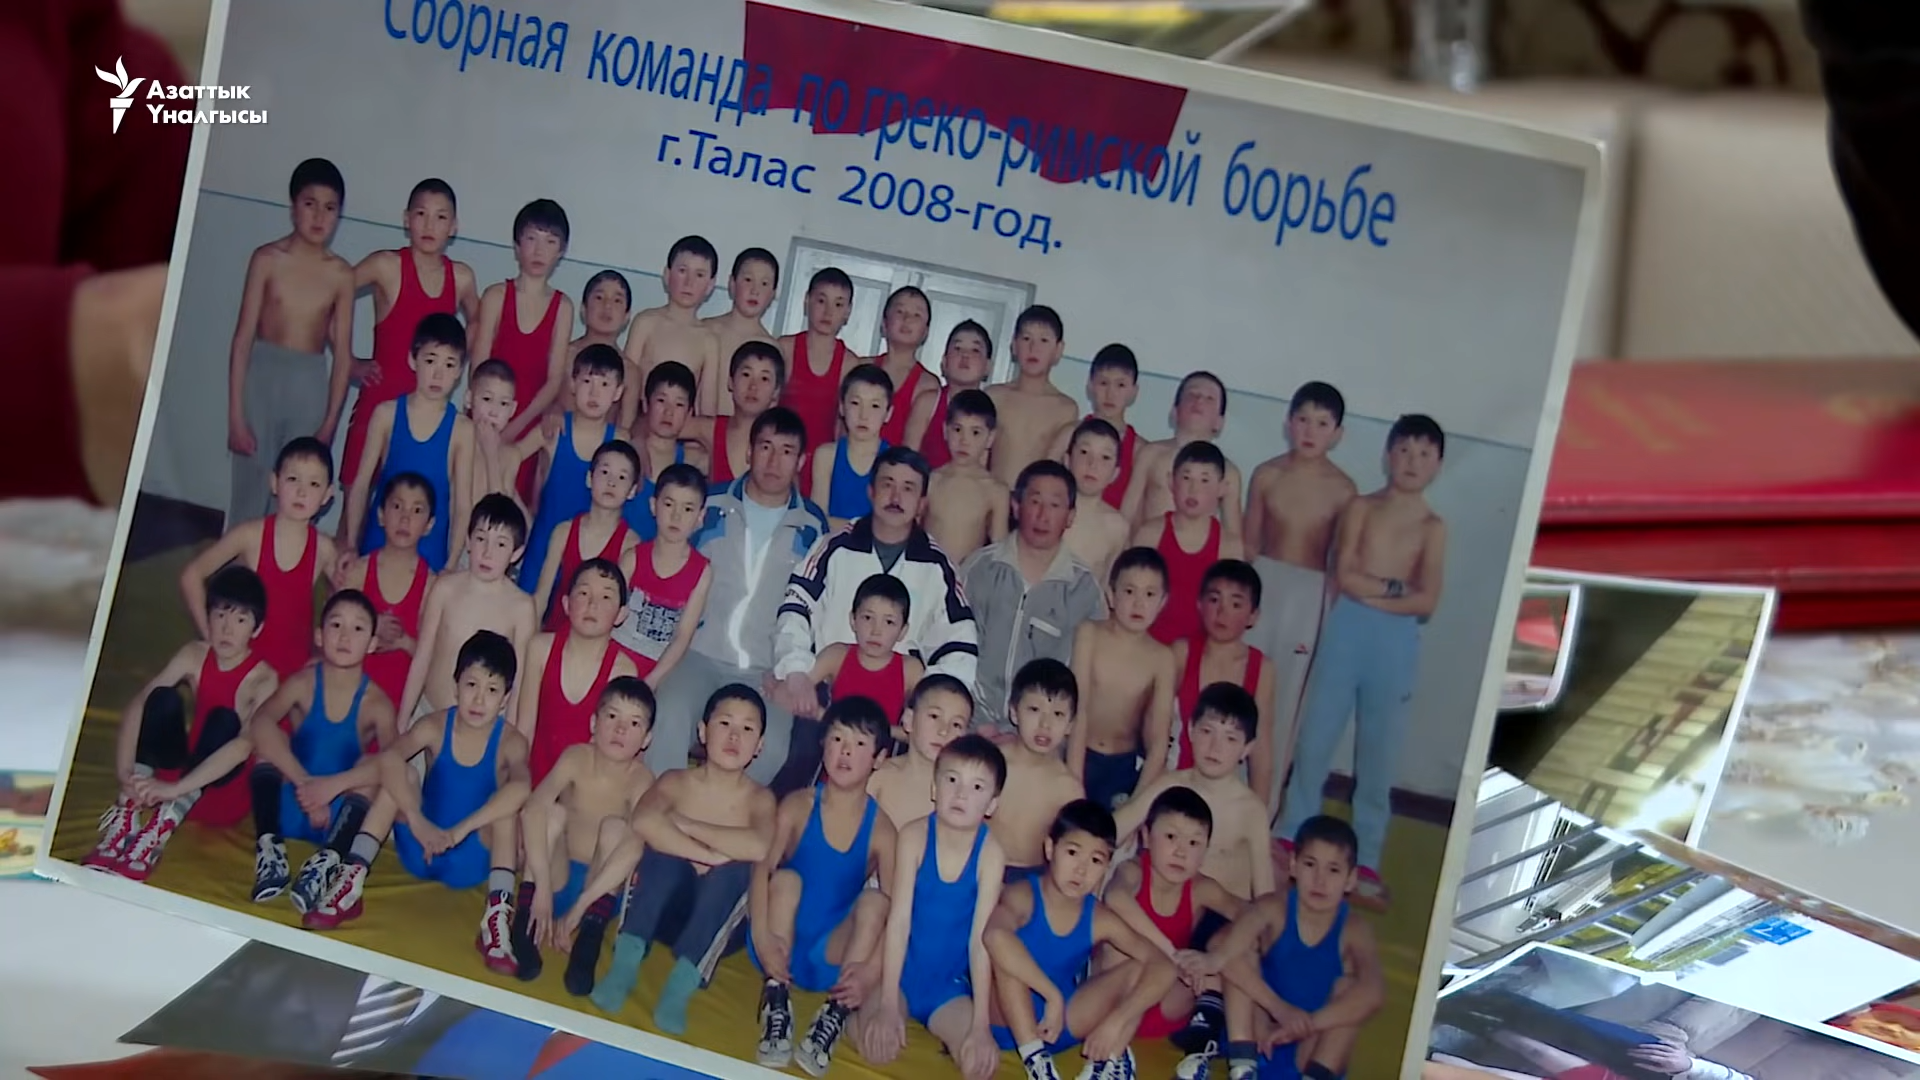 Азаттык
Үналгысы
Сборная команда по греко-римской борьбе
г.Талас 2008-год.